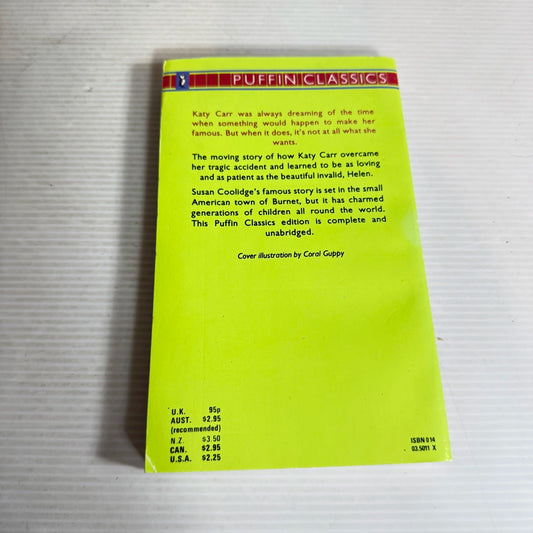 PUFFIN CLASSICS
Katy Carr was always dreaming of the time
when something would happen to make her
famous. But when it does, it's not at all what she
wants.
The moving story of how Katy Carr overcame
her tragic accident and learned to be as loving
and as patient as the beautiful invalid, Helen.
Susan Coolidge's famous story is set in the small
American town of Burnet, but it has charmed
generations of children all round the world.
This Puffin Classics edition is complete and
unabridged.
Cover illustration by Coral Guppy
U.K. 95p
AUST. $2.95
(recommended)
N.Z. $3.50
CAN. $2.95
U.S.A. $2.25
ISBN 014
03.5011 X